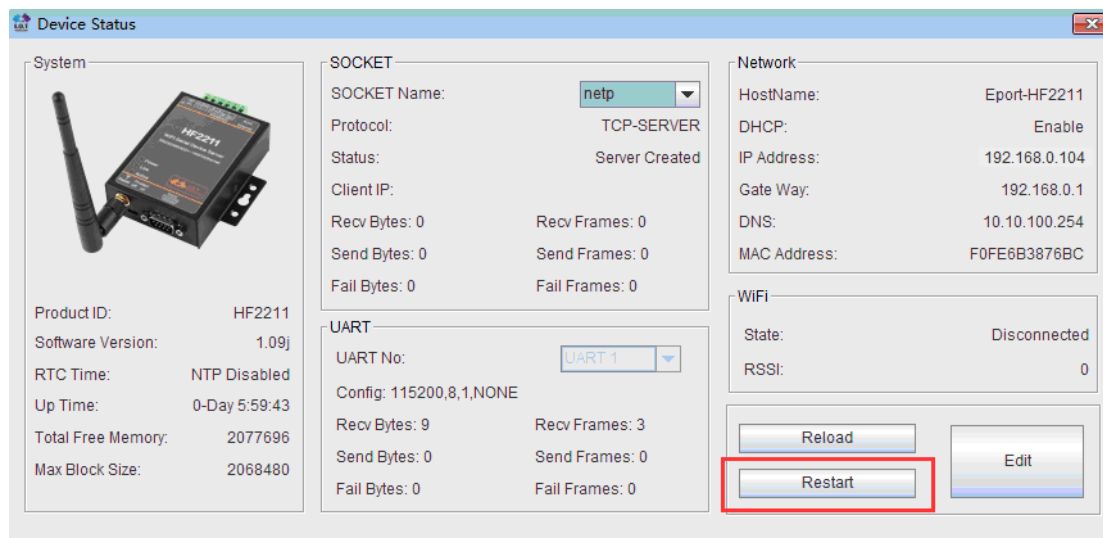 Device Status
System
HF2211
Product ID: HF2211
Software Version: 1.09j
RTC Time: NTP Disabled
Up Time: 0-Day 5:59:43
Total Free Memory: 2077696
Max Block Size: 2068480
SOCKET
SOCKET Name: netp
Protocol: TCP-SERVER
Status: Server Created
Client IP:
Recv Bytes: 0 Recv Frames: 0
Send Bytes: 0 Send Frames: 0
Fail Bytes: 0 Fail Frames: 0
UART
UART No: UART 1
Config: 115200,8,1,NONE
Recv Bytes: 9 Recv Frames: 3
Send Bytes: 0 Send Frames: 0
Fail Bytes: 0 Fail Frames: 0
Network
HostName: Eport-HF2211
DHCP: Enable
IP Address: 192.168.0.104
Gate Way: 192.168.0.1
DNS: 10.10.100.254
MAC Address: F0FE6B3876BC
WiFi
State: Disconnected
RSSI: 0
Reload
Restart
Edit